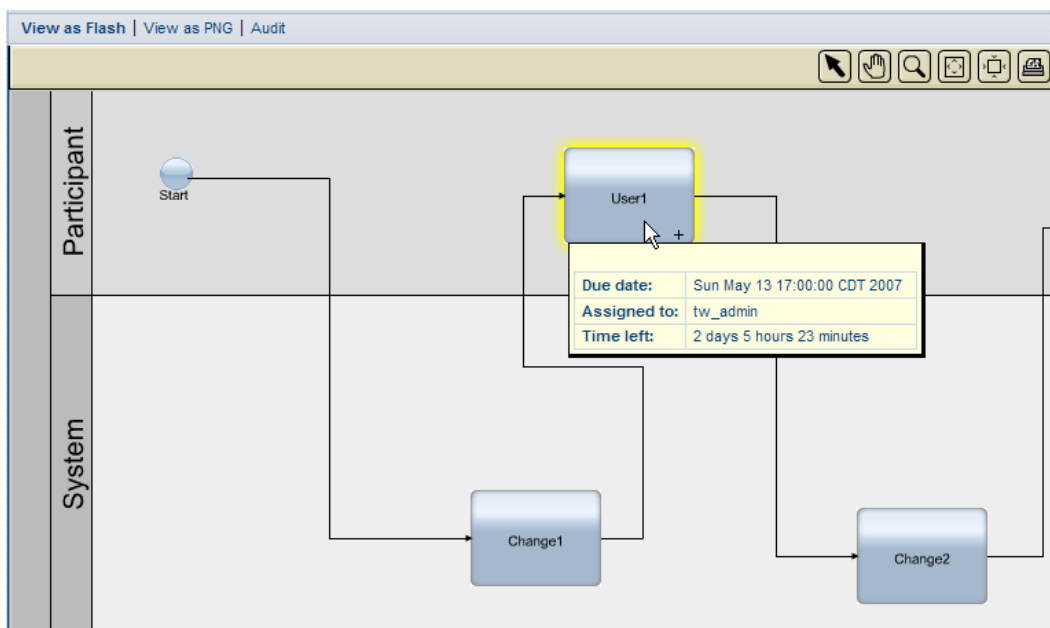 View as Flash | View as PNG | Audit
Participant
Start
User1
+
Due date: Sun May 13 17:00:00 CDT 2007
Assigned to: tw_admin
Time left: 2 days 5 hours 23 minutes
System
Change1
Change2